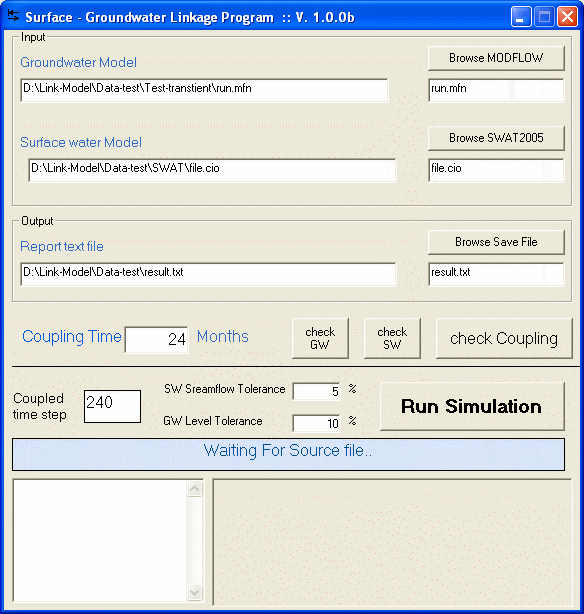 Surface - Groundwater Linkage Program :: V. 1.0.0b
Input
Groundwater Model
Browse MODFLOW
D:\Link-Model\Data-test\Test-transtient\run.mfn
run.mfn
Surface water Model
Browse SWAT2005
D:\Link-Model\Data-test\SWAT\file.cio
file.cio
Output
Report text file
Browse Save File
D:\Link-Model\Data-test\result.txt
result.txt
Coupling Time
24
Months
check
GW
check
SW
check Coupling
Coupled
time step
240
SW Sreamflow Tolerance
5
%
GW Level Tolerance
10
%
Run Simulation
Waiting For Source file..